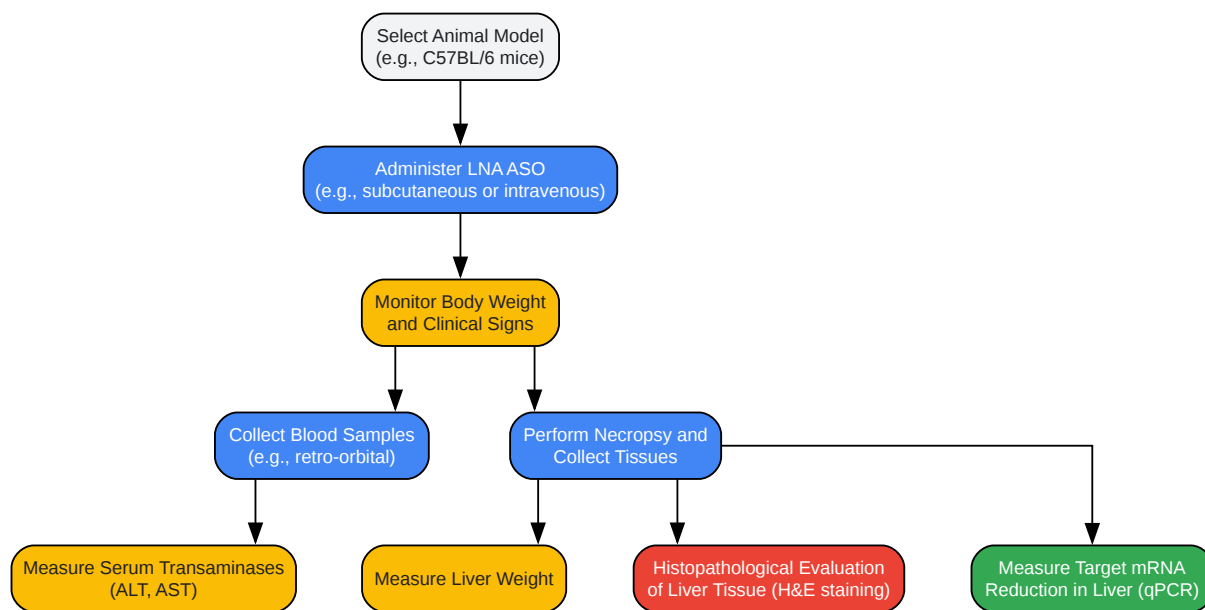 Select Animal Model
(e.g., C57BL/6 mice)
Administer LNA ASO
(e.g., subcutaneous or intravenous)
Monitor Body Weight
and Clinical Signs
Collect Blood Samples
(e.g., retro-orbital)
Perform Necropsy and
Collect Tissues
Measure Serum Transaminases
(ALT, AST)
Measure Liver Weight
Histopathological Evaluation
of Liver Tissue (H&E staining)
Measure Target mRNA
Reduction in Liver (qPCR)